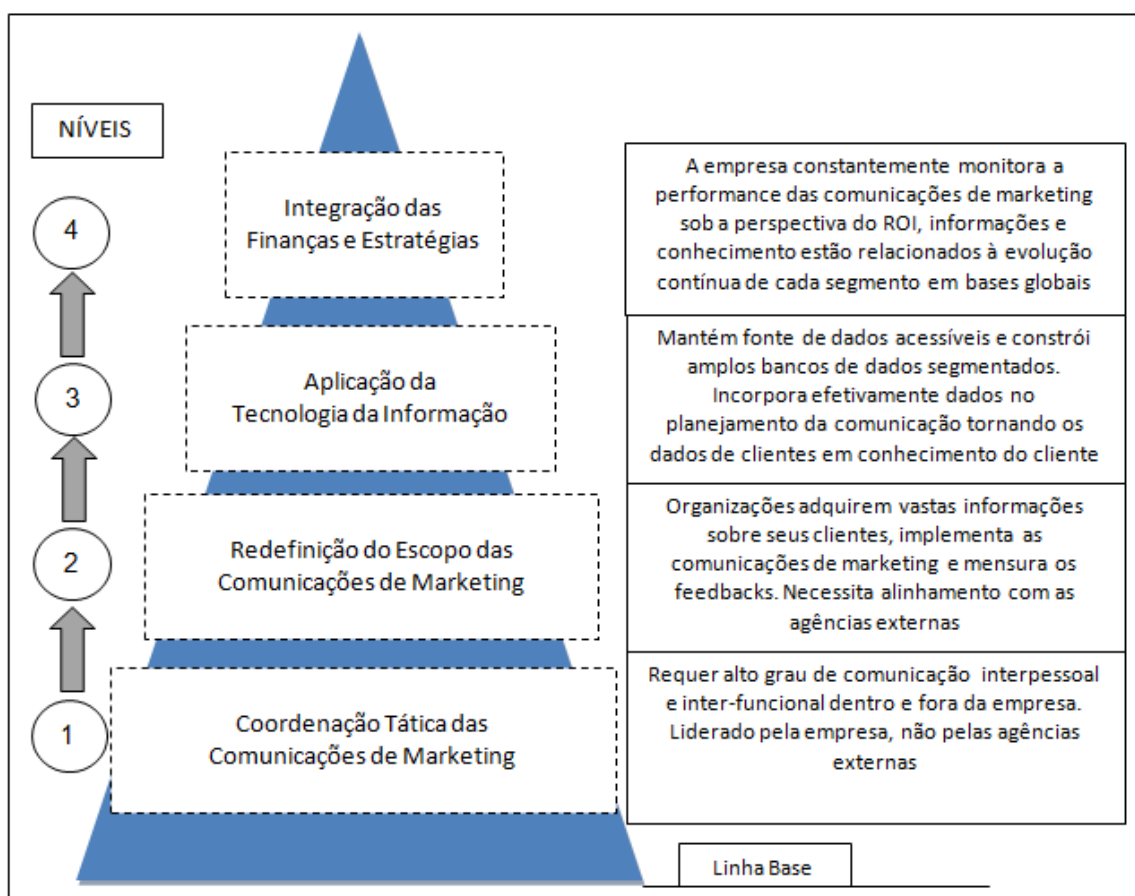 NÍVEIS
4
Integração das
Finanças e Estratégias
A empresa constantemente monitora a
performance das comunicações de marketing
sob a perspectiva do ROI, informações e
conhecimento estão relacionados à evolução
contínua de cada segmento em bases globais
3
Aplicação da
Tecnologia da Informação
Mantém fonte de dados acessíveis e constrói
amplos bancos de dados segmentados.
Incorpora efetivamente dados no
planejamento da comunicação tornando os
dados de clientes em conhecimento do cliente
2
Redefinição do Escopo das
Comunicações de Marketing
Organizações adquirem vastas informações
sobre seus clientes, implementa as
comunicações de marketing e mensura os
feedbacks. Necessita alinhamento com as
agências externas
1
Coordenação Tática das
Comunicações de Marketing
Requer alto grau de comunicação interpessoal
e inter-funcional dentro e fora da empresa.
Liderado pela empresa, não pelas agências
externas
Linha Base